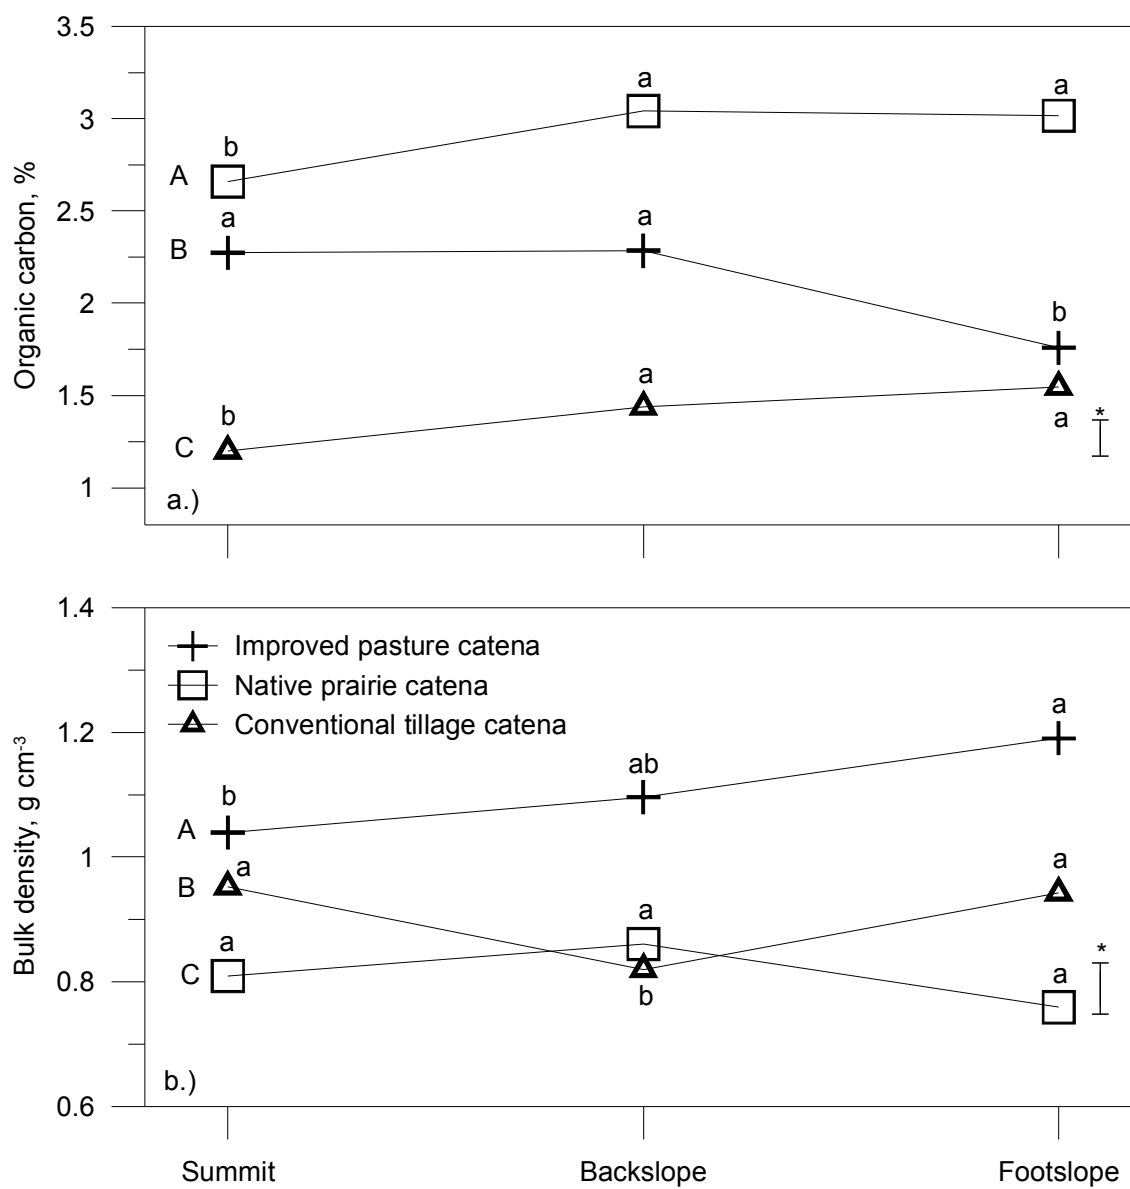 3.5
3
2.5
2
1.5
1
Organic carbon, %
A
b
a
a
B
a
a
b
C
b
a
a
*
a.)
1.4
1.2
1
0.8
0.6
Bulk density, g cm-3
Improved pasture catena
Native prairie catena
Conventional tillage catena
A
b
ab
a
B
a
b
a
C
a
a
a
*
b.)
Summit Backslope Footslope